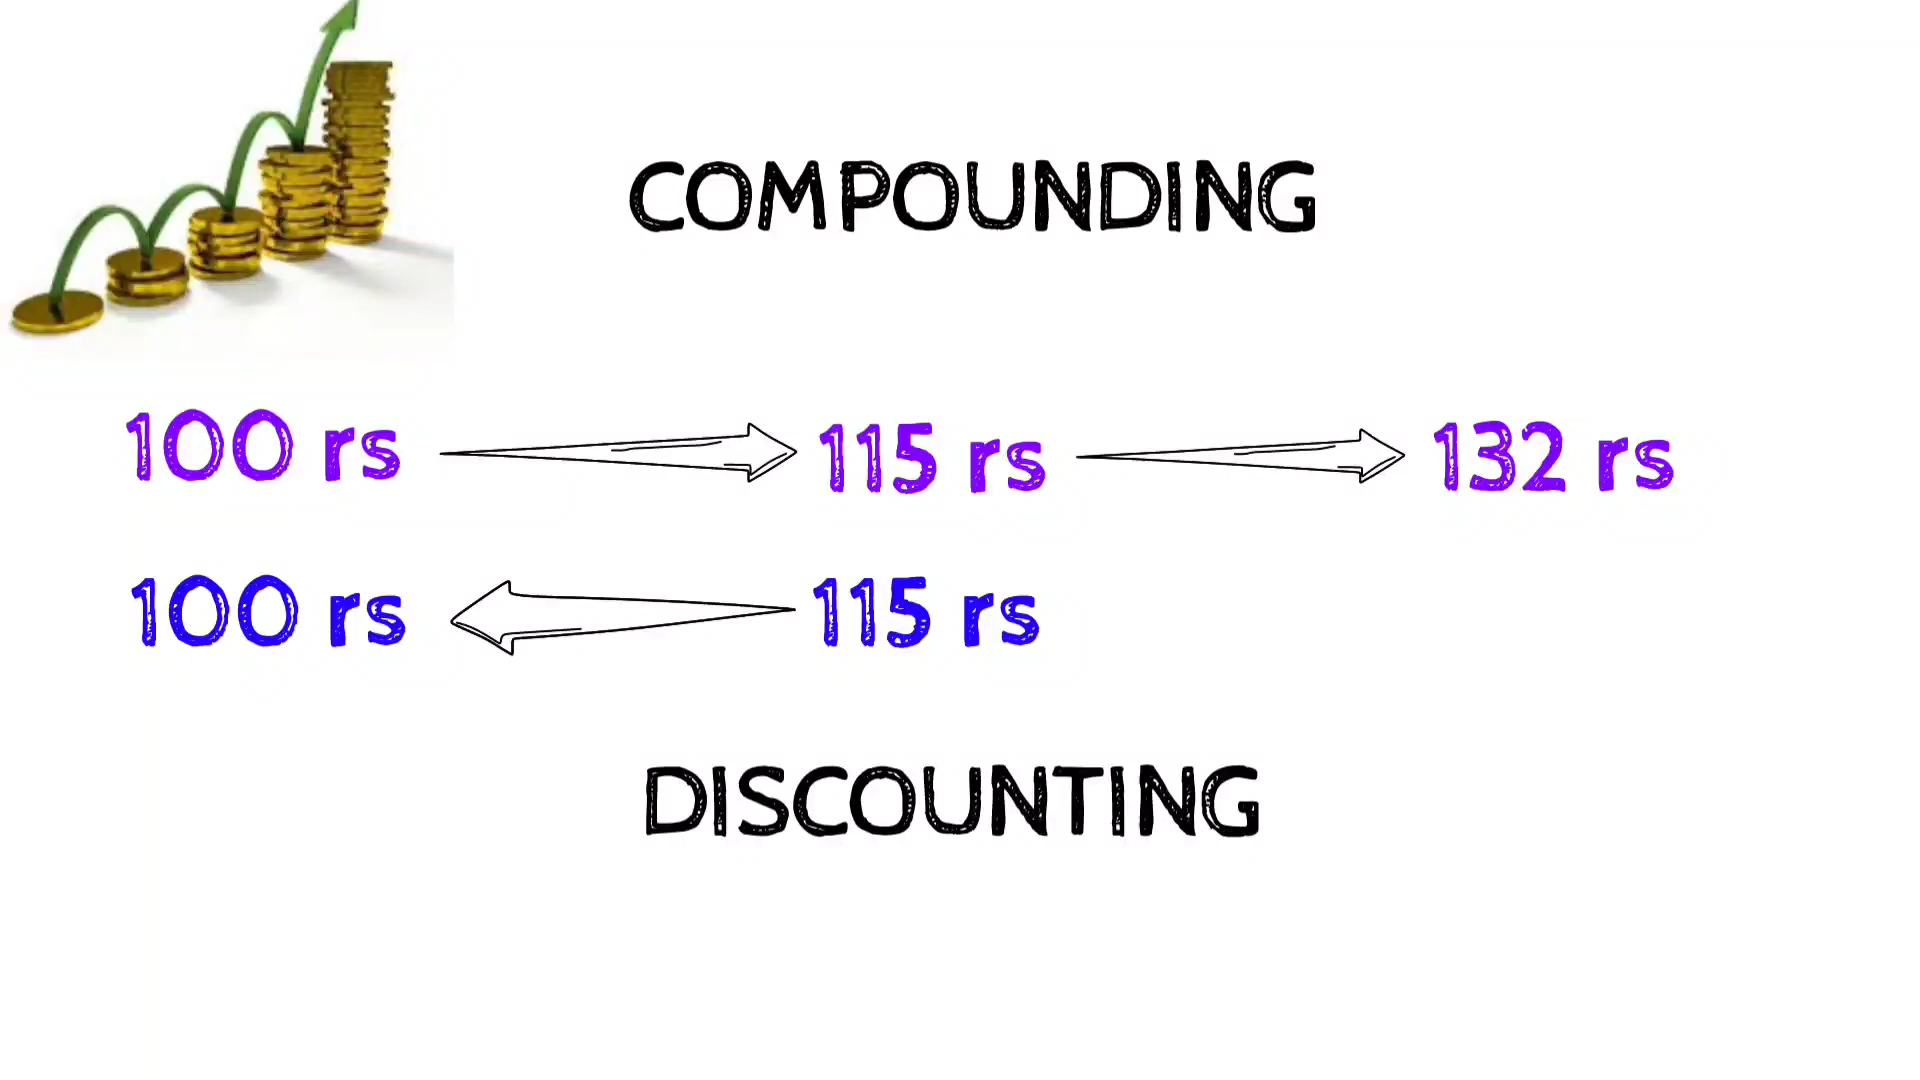 COMPOUNDING
100 rs 115 rs 132 rs
100 rs 115 rs
DISCOUNTING